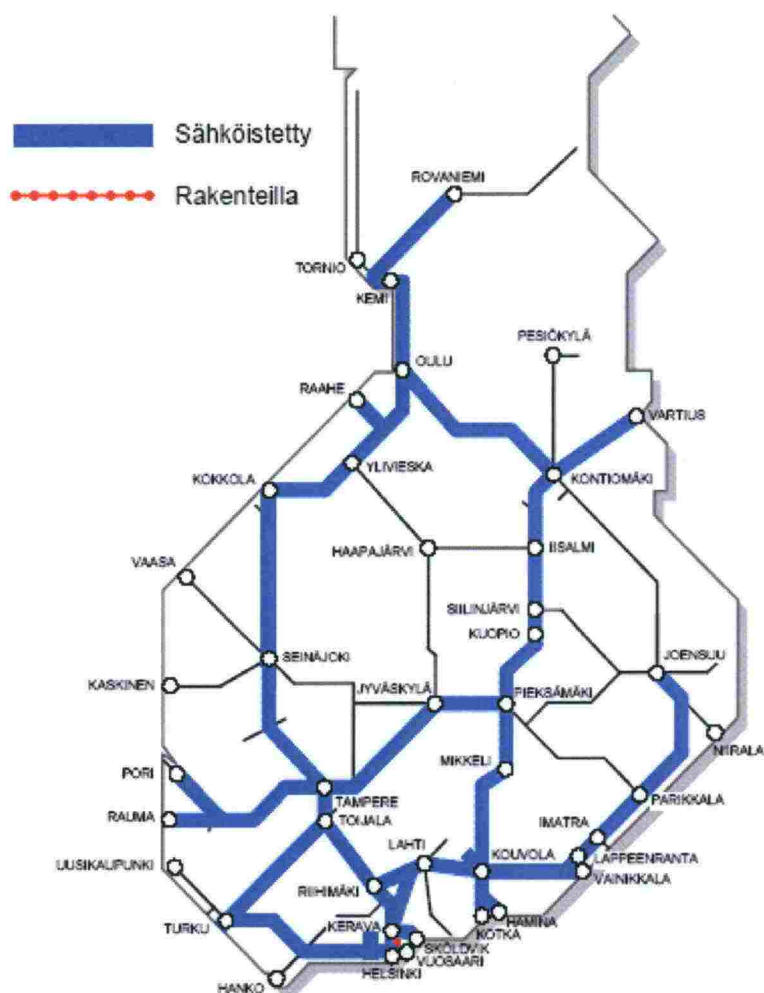 Sähköistetty
Rakenteilla
ROVANIEMI
TORNIO
KEMI
PESIÖKYLÄ
OULU
RAAHE
VARTIUS
YLIVIESKA
KOKKOLA
KONTIOMÄKI
HAAPAJÄRVI
IISALMI
VAASA
SIILINJÄRVI
KUOPIO
SEINÄJOKI
JOENSUU
KASKINEN
JYVÄSKYLÄ
PIEKSÄMÄKI
NIIRALA
MIKKELI
PORI
TAMPERE
PARIKKALA
RAUMA
TOIJALA
IMATRA
LAHTI
KOUVOLA
LAPPEENRANTA
UUSIKAUPUNKI
VAINIKKALA
RIIHIMÄKI
HAMINA
TURKU
KERAVA
KOTKA
SKÖLDVIK
VUOSAARI
HELSINKI
HANKO